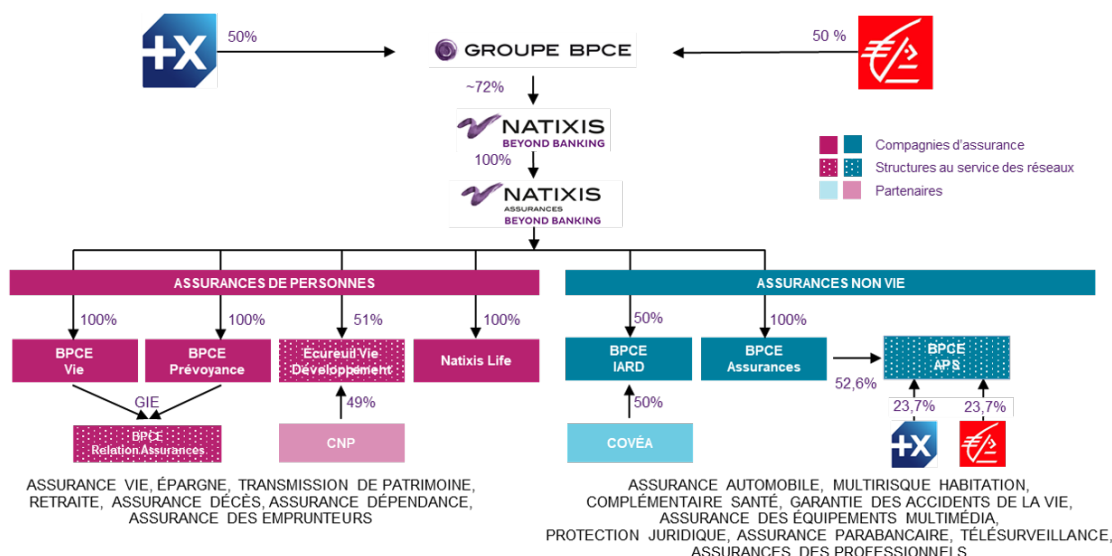 +X
50%
GROUPE BPCE
50 %
~72%
NATIXIS
BEYOND BANKING
100%
NATIXIS
ASSURANCES
BEYOND BANKING
Compagnies d'assurance
Structures au service des réseaux
Partenaires
ASSURANCES DE PERSONNES
ASSURANCES NON VIE
100%
100%
51%
100%
50%
100%
BPCE
Vie
BPCE
Prévoyance
Écureuil Vie
Développement
Natixis Life
BPCE
IARD
BPCE
Assurances
BPCE
APS
52,6%
GIE
49%
50%
23,7%
23,7%
BPCE
Relation Assurances
CNP
COVÉA
+X
ASSURANCE VIE, ÉPARGNE, TRANSMISSION DE PATRIMOINE,
RETRAITE, ASSURANCE DÉCÈS, ASSURANCE DÉPENDANCE,
ASSURANCE DES EMPRUNTEURS
ASSURANCE AUTOMOBILE, MULTIRISQUE HABITATION,
COMPLÉMENTAIRE SANTÉ, GARANTIE DES ACCIDENTS DE LA VIE,
ASSURANCE DES ÉQUIPEMENTS MULTIMÉDIA,
PROTECTION JURIDIQUE, ASSURANCE PARABANCAIRE, TÉLÉSURVEILLANCE,
ASSURANCES DES PROFESSIONNELS